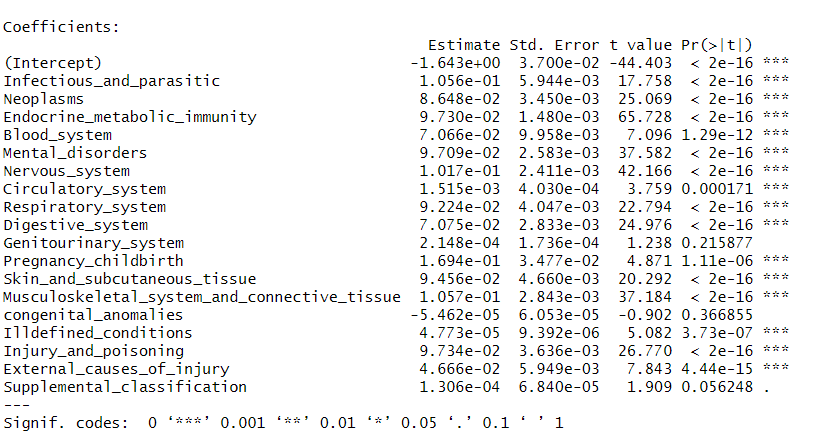 Coefficients:
                                         Estimate Std. Error t value Pr(>|t|)
(Intercept)                            -1.643e+00  3.700e-02 -44.403  < 2e-16 ***
Infectious_and_parasitic                1.056e-01  5.944e-03  17.758  < 2e-16 ***
Neoplasms                               8.648e-02  3.450e-03  25.069  < 2e-16 ***
Endocrine_metabolic_immunity            9.730e-02  1.480e-03  65.728  < 2e-16 ***
Blood_system                            7.066e-02  9.958e-03   7.096 1.29e-12 ***
Mental_disorders                        9.709e-02  2.583e-03  37.582  < 2e-16 ***
Nervous_system                          1.017e-01  2.411e-03  42.166  < 2e-16 ***
Circulatory_system                      1.515e-03  4.030e-04   3.759 0.000171 ***
Respiratory_system                      9.224e-02  4.047e-03  22.794  < 2e-16 ***
Digestive_system                        7.075e-02  2.833e-03  24.976  < 2e-16 ***
Genitourinary_system                    2.148e-04  1.736e-04   1.238 0.215877
Pregnancy_childbirth                    1.694e-01  3.477e-02   4.871 1.11e-06 ***
Skin_and_subcutaneous_tissue            9.456e-02  4.660e-03  20.292  < 2e-16 ***
Musculoskeletal_system_and_connective_tissue  1.057e-01  2.843e-03  37.184  < 2e-16 ***
congenital_anomalies                   -5.462e-05  6.053e-05  -0.902 0.366855
Illdefined_conditions                   4.773e-05  9.392e-06   5.082 3.73e-07 ***
Injury_and_poisoning                    9.734e-02  3.636e-03  26.770  < 2e-16 ***
External_causes_of_injury               4.666e-02  5.949e-03   7.843 4.44e-15 ***
Supplemental_classification             1.306e-04  6.840e-05   1.909 0.056248 .
---
Signif. codes:  0 ‘***’ 0.001 ‘**’ 0.01 ‘*’ 0.05 ‘.’ 0.1 ‘ ’ 1